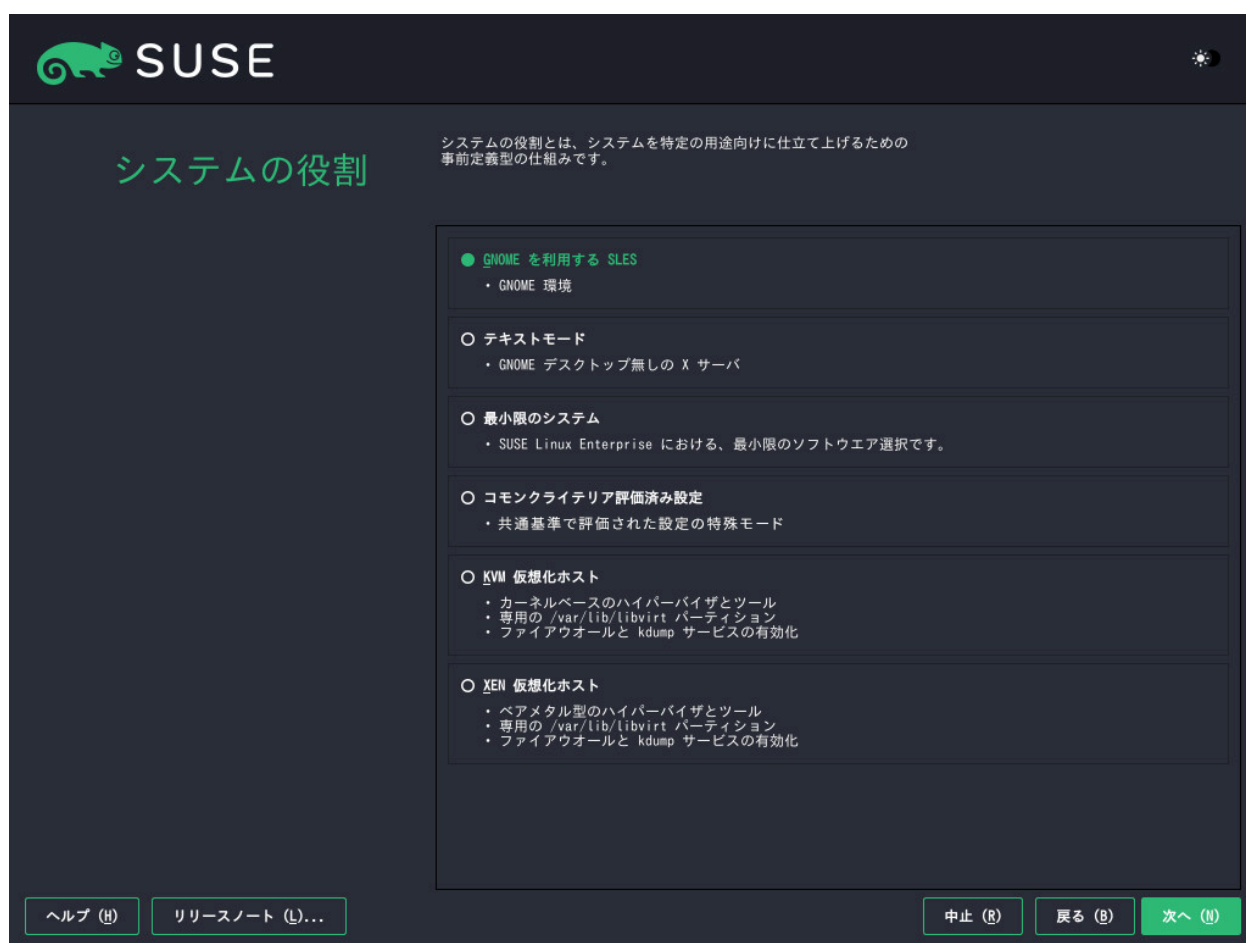 SUSE
システムの役割
システムの役割とは、システムを特定の用途向けに仕立て上げるための
事前定義型の仕組みです。
GNOME を利用する SLES
・ GNOME 環境
テキストモード
・ GNOME デスクトップ無しの X サーバ
最小限のシステム
・ SUSE Linux Enterprise における、最小限のソフトウエア選択です。
コモンクライテリア評価済み設定
・ 共通基準で評価された設定の特殊モード
KVM 仮想化ホスト
・ カーネルベースのハイパーバイザとツール
・ 専用の /var/lib/libvirt パーティション
・ ファイアウオールと kdump サービスの有効化
XEN 仮想化ホスト
・ ベアメタル型のハイパーバイザとツール
・ 専用の /var/lib/libvirt パーティション
・ ファイアウオールと kdump サービスの有効化
ヘルプ (H) リリースノート (L)... 中止 (R) 戻る (B) 次へ (N)